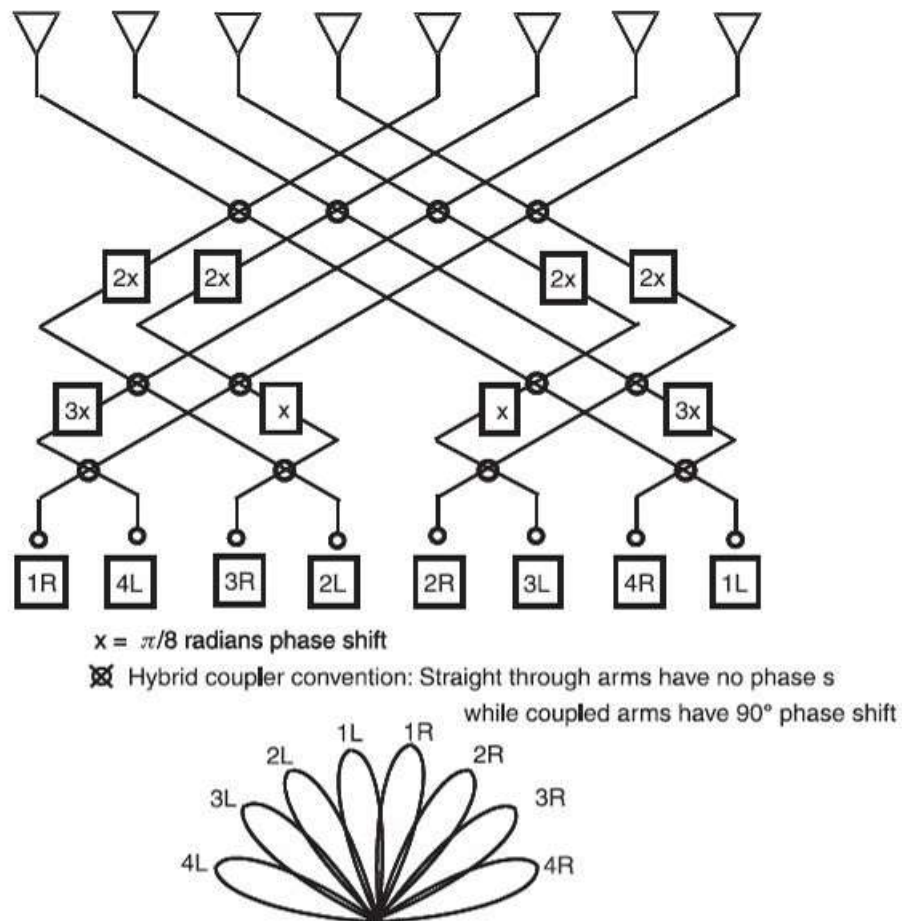 2x 2x 2x 2x
3x x x 3x
1R 4L 3R 2L 2R 3L 4R 1L
x = π/8 radians phase shift
Hybrid coupler convention: Straight through arms have no phase s
while coupled arms have 90° phase shift
1L 1R
2L 2R
3L 3R
4L 4R